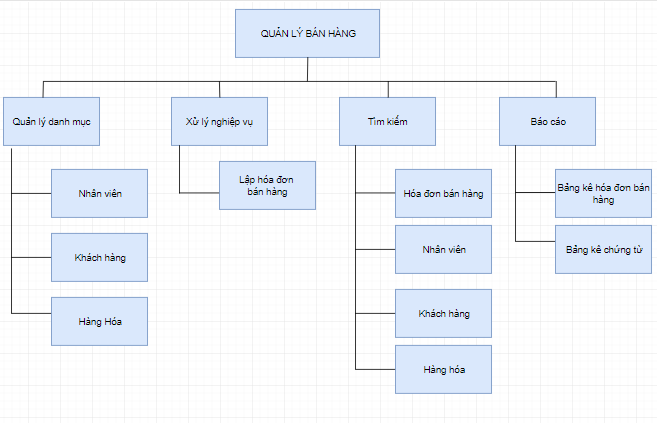 QUẢN LÝ BÁN HÀNG
Quản lý danh mục
Xử lý nghiệp vụ
Tìm kiếm
Báo cáo
Nhân viên
Khách hàng
Hàng Hóa
Lập hóa đơn
bán hàng
Hóa đơn bán hàng
Nhân viên
Khách hàng
Hàng hóa
Bảng kê hóa đơn bán
hàng
Bảng kê chứng từ